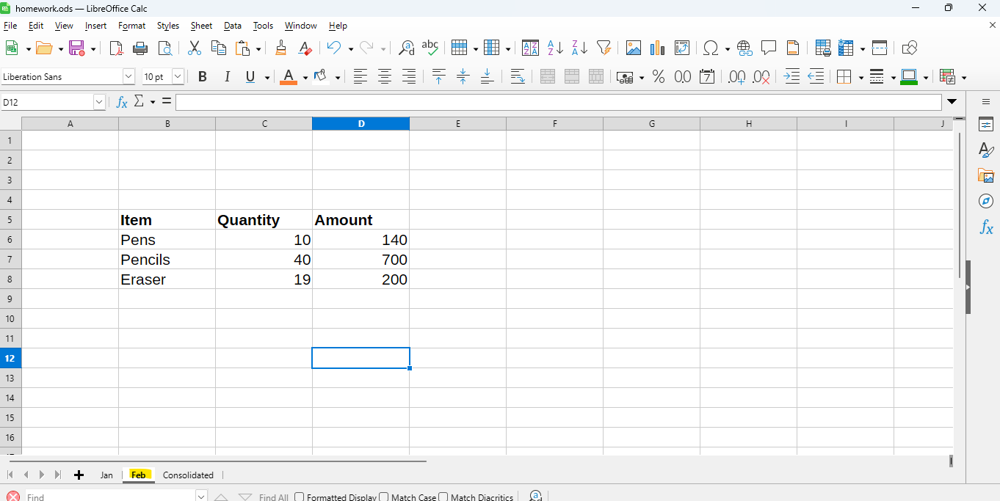 homework.ods — LibreOffice Calc
File Edit View Insert Format Styles Sheet Data Tools Window Help
Liberation Sans 10 pt B I U A
D12 fx Σ =
A B C D E F G H I J
1
2
3
4
5 Item Quantity Amount
6 Pens 10 140
7 Pencils 40 700
8 Eraser 19 200
9
10
11
12
13
14
15
16
Jan Feb Consolidated
Find Find All Formatted Display Match Case Match Diacritics